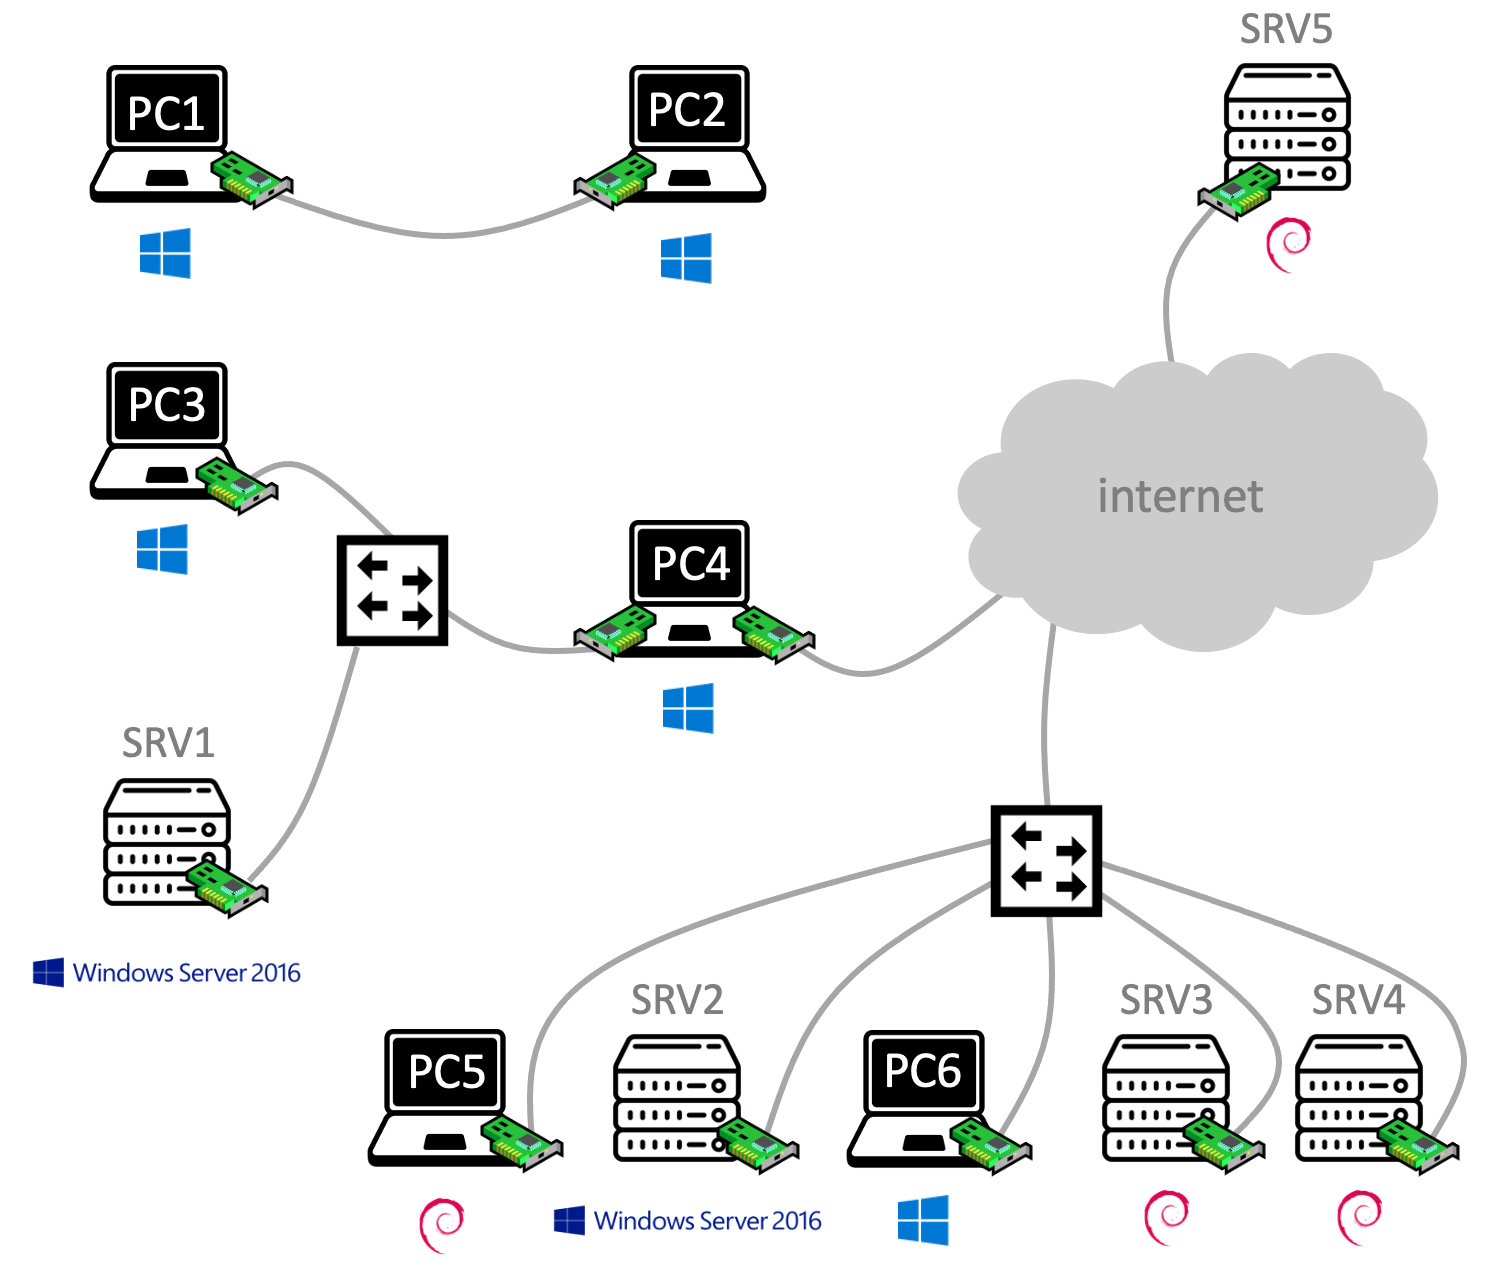 SRV5
PC1
PC2
PC3
internet
PC4
SRV1
Windows Server 2016
SRV2
SRV3
SRV4
PC5
PC6
Windows Server 2016